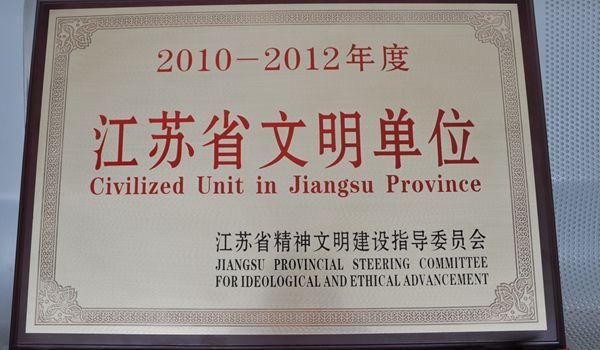 2010-2012年度
江苏省文明单位
Civilized Unit in Jiangsu Province
江苏省精神文明建设指导委员会
JIANGSU PROVINCIAL STEERING COMMITTEE
FOR IDEOLOGICAL AND ETHICAL ADVANCEMENT